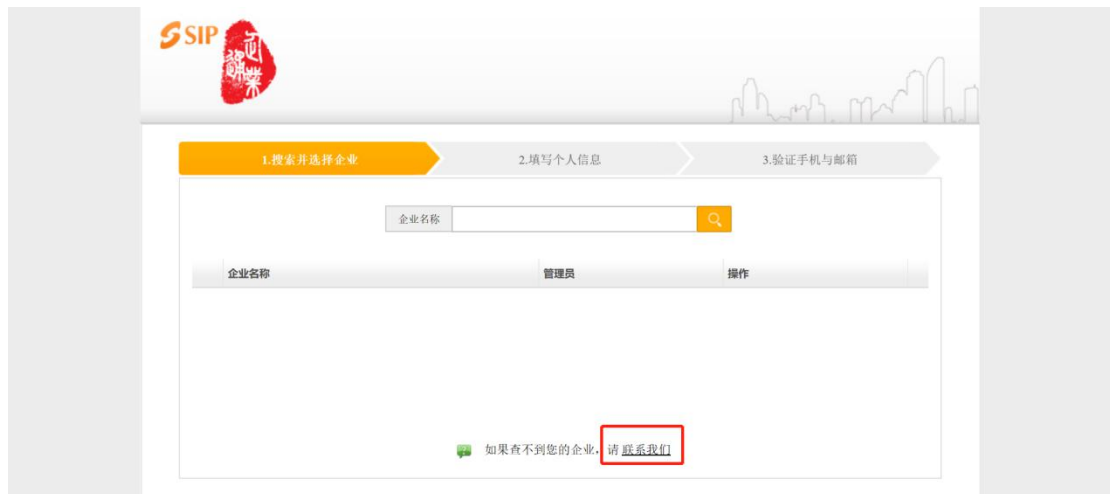 SIP
1.搜索并选择企业
2.填写个人信息
3.验证手机与邮箱
企业名称
企业名称 管理员 操作
如果查不到您的企业，请 联系我们